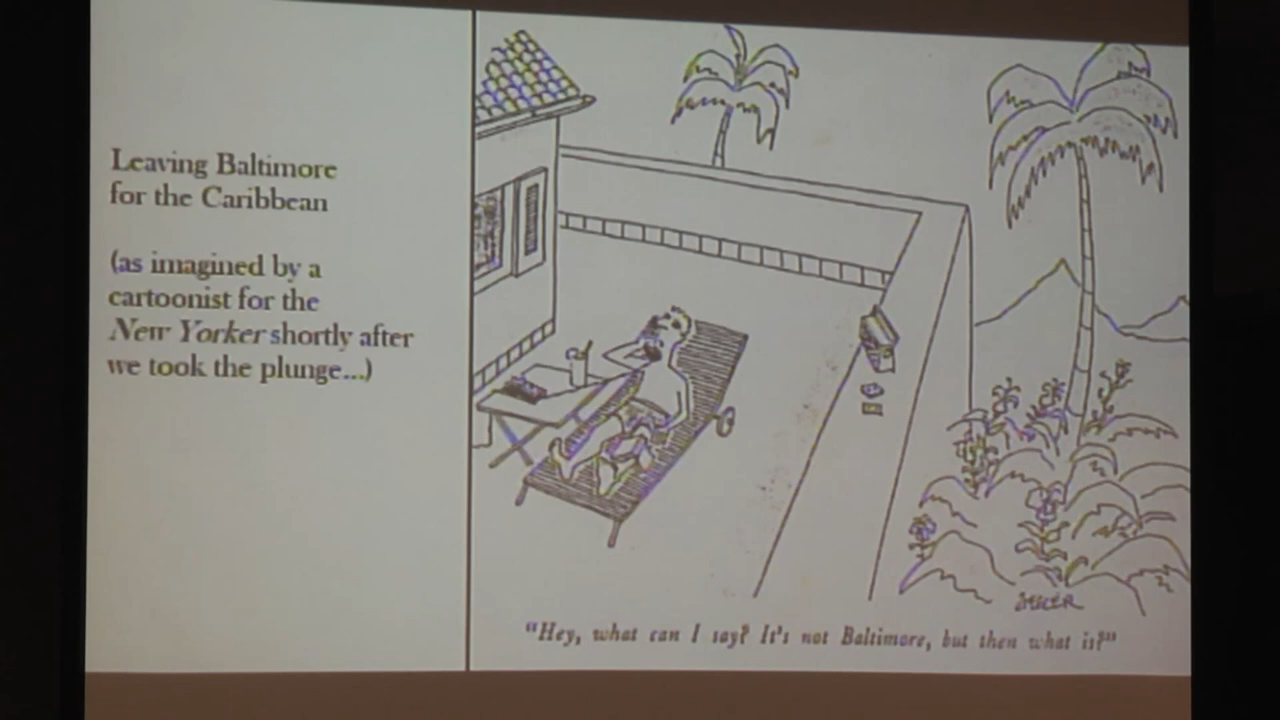 Leaving Baltimore
for the Caribbean
(as imagined by a
cartoonist for the
New Yorker shortly after
we took the plunge...)
"Hey, what can I say? It's not Baltimore, but then what is?"